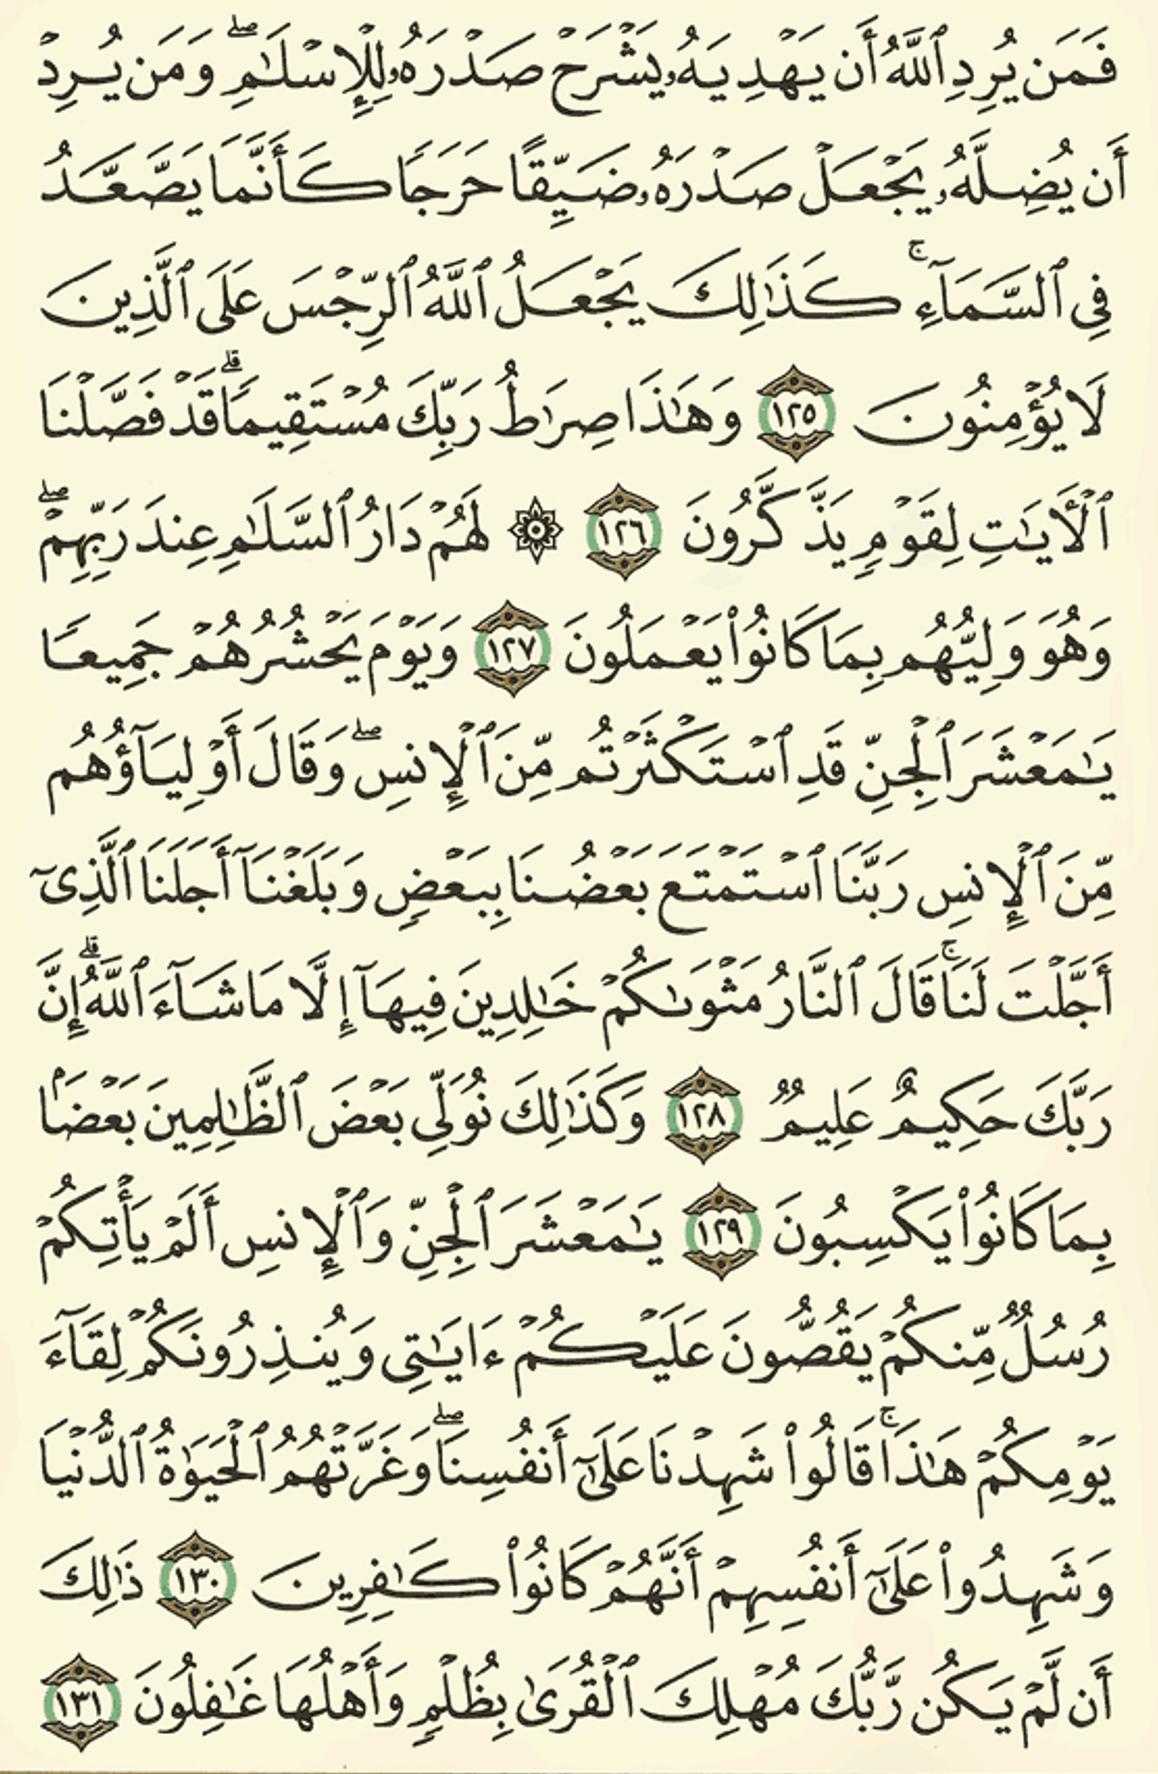 فَمَن يُرِدِ ٱللَّهُ أَن يَهْدِيَهُۥ يَشْرَحْ صَدْرَهُۥ لِلْإِسْلَٰمِ ۖ وَمَن يُرِدْ
أَن يُضِلَّهُۥ يَجْعَلْ صَدْرَهُۥ ضَيِّقًا حَرَجًا كَأَنَّمَا يَصَّعَّدُ
فِى ٱلسَّمَآءِ ۚ كَذَٰلِكَ يَجْعَلُ ٱللَّهُ ٱلرِّجْسَ عَلَى ٱلَّذِينَ
لَا يُؤْمِنُونَ ١٢٥ وَهَٰذَا صِرَٰطُ رَبِّكَ مُسْتَقِيمًا ۗ قَدْ فَصَّلْنَا
ٱلْءَايَٰتِ لِقَوْمٍ يَذَّكَّرُونَ ١٢٦ ۞ لَهُمْ دَارُ ٱلسَّلَٰمِ عِندَ رَبِّهِمْ ۖ
وَهُوَ وَلِيُّهُم بِمَا كَانُوا۟ يَعْمَلُونَ ١٢٧ وَيَوْمَ يَحْشُرُهُمْ جَمِيعًا
يَٰمَعْشَرَ ٱلْجِنِّ قَدِ ٱسْتَكْثَرْتُم مِّنَ ٱلْإِنسِ ۖ وَقَالَ أَوْلِيَآؤُهُم
مِّنَ ٱلْإِنسِ رَبَّنَا ٱسْتَمْتَعَ بَعْضُنَا بِبَعْضٍ وَبَلَغْنَآ أَجَلَنَا ٱلَّذِىٓ
أَجَّلْتَ لَنَا ۚ قَالَ ٱلنَّارُ مَثْوَىٰكُمْ خَٰلِدِينَ فِيهَآ إِلَّا مَا شَآءَ ٱللَّهُ ۗ إِنَّ
رَبَّكَ حَكِيمٌ عَلِيمٌ ١٢٨ وَكَذَٰلِكَ نُوَلِّى بَعْضَ ٱلظَّٰلِمِينَ بَعْضًۢا
بِمَا كَانُوا۟ يَكْسِبُونَ ١٢٩ يَٰمَعْشَرَ ٱلْجِنِّ وَٱلْإِنسِ أَلَمْ يَأْتِكُمْ
رُسُلٌ مِّنكُمْ يَقُصُّونَ عَلَيْكُمْ ءَايَٰتِى وَيُنذِرُونَكُمْ لِقَآءَ
يَوْمِكُمْ هَٰذَا ۚ قَالُوا۟ شَهِدْنَا عَلَىٰٓ أَنفُسِنَا ۖ وَغَرَّتْهُمُ ٱلْحَيَوٰةُ ٱلدُّنْيَا
وَشَهِدُوا۟ عَلَىٰٓ أَنفُسِهِمْ أَنَّهُمْ كَانُوا۟ كَٰفِرِينَ ١٣٠ ذَٰلِكَ
أَن لَّمْ يَكُن رَّبُّكَ مُهْلِكَ ٱلْقُرَىٰ بِظُلْمٍ وَأَهْلُهَا غَٰفِلُونَ ١٣١